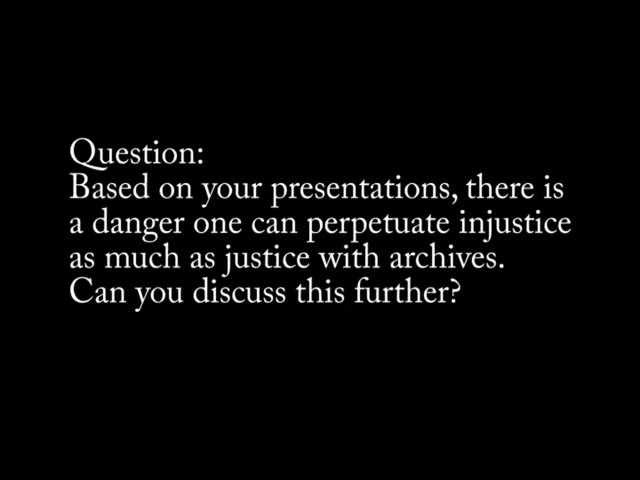 Question:
Based on your presentations, there is
a danger one can perpetuate injustice
as much as justice with archives.
Can you discuss this further?